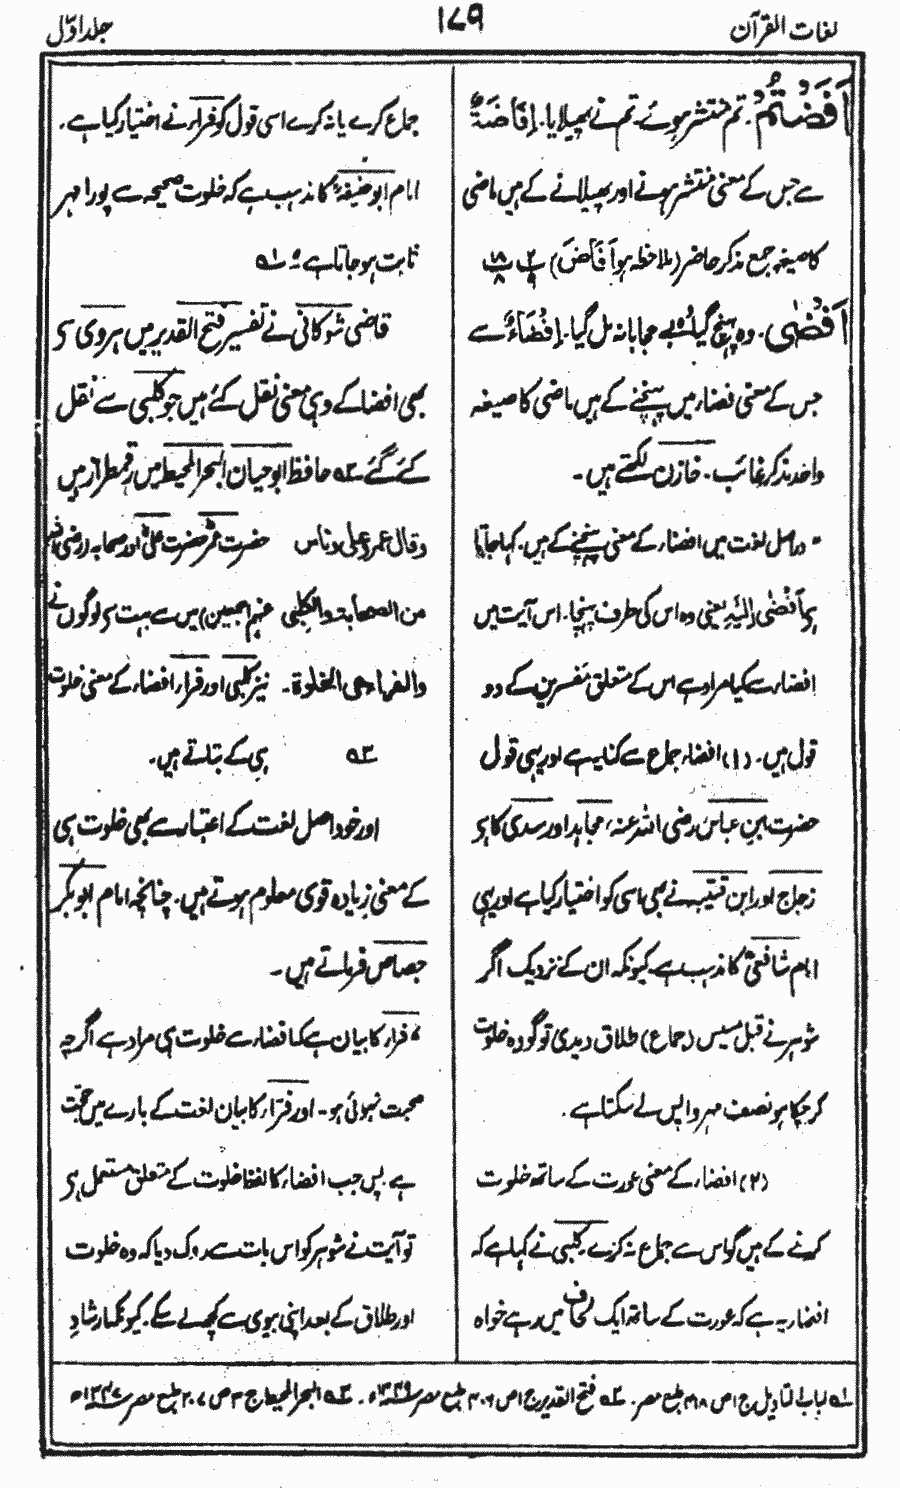 لغات القرآن
۱۷۹
جلد اوّل
اَفَضْتُمْ۔ تم منتشر ہوئے۔ تم نے پھیلایا۔ اِفَاضَۃٌ
سے جس کے معنی منتشر ہونے اور پھیلانے کے ہیں ماضی
کا صیغہ جمع مذکر حاضر (ملاحظہ ہو اَفَاضَ) پ۲ ۹ پ۱۸ ۸
اَفْضٰی۔ وہ پہنچ گیا، بے حجابانہ مل گیا۔ اِفْضَاءٌ سے
جس کے معنی فضاء میں پہنچنے کے ہیں ماضی کا صیغہ
واحد مذکر غائب۔ خازن لکھتے ہیں۔
" دراصل لغت میں افضاء کے معنی پہنچنے کے ہیں۔ کہا جاتا
ہے اَفْضٰی اِلَیْہِ یعنی وہ اس کی طرف پہنچا۔ اس آیت میں
افضاء سے کیا مراد ہے اس کے متعلق مفسرین کے دو
قول ہیں۔ (۱) افضاء جماع سے کنایہ ہے اور یہی قول
حضرت ابن عباس رضی اللہ عنہ، مجاہد اور سدی کا ہے
زجاج اور ابن قتیبہ نے بھی اسی کو اختیار کیا ہے اور یہی
امام شافعیؒ کا مذہب ہے۔ کیونکہ ان کے نزدیک اگر
شوہر نے قبل مسیس (جماع) طلاق دیدی تو گو وہ خلوت
کر چکا ہو نصف مہر واپس لے سکتا ہے۔
(۲) افضاء کے معنی عورت کے ساتھ خلوت
کرنے کے ہیں گو اس سے جماع نہ کرے۔ کلبی نے کہا ہے کہ
افضاء یہ ہے کہ عورت کے ساتھ ایک لحاف میں رہے خواہ
جماع کرے یا نہ کرے اسی قول کو فراء نے اختیار کیا ہے۔
امام ابو حنیفہؒ کا مذہب ہے کہ خلوت صحیحہ سے پورا مہر
ثابت ہو جاتا ہے" ۱؎
قاضی شوکانی نے تفسیر فتح القدیر میں ہروی سے
بھی افضا کے وہی معنی نقل کئے ہیں جو کلبی سے نقل
کئے گئے ۲؎ حافظ ابو حیان البحر المحیط میں رقمطراز ہیں
وقال عمر وعلی وناس حضرت عمرؓ حضرت علیؓ اور صحابہ (رضی اللہ
من الصحابۃ والکلبی عنہم اجمعین) میں سے بہت سے لوگوں نے
والفراء ھی الخلوۃ۔ نیز کلبی اور فراء افضاء کے معنی خلوت
۳؎ ہی کے بتلاتے ہیں۔
اور خود اصل لغت کے اعتبار سے بھی خلوت ہی
کے معنی زیادہ قوی معلوم ہوتے ہیں۔ چنانچہ امام ابو بکر
جصاص فرماتے ہیں۔
" فراء کا بیان ہے کہ افضاء سے خلوت ہی مراد ہے اگرچہ
صحبت نہ ہوئی ہو۔ اور فرّاء کا بیان لغت کے بارے میں حجت
ہے پس جب افضاء کا لفظ خلوت کے متعلق مستعمل ہے
تو آیت نے شوہر کو اس بات سے روک دیا کہ وہ خلوت
اور طلاق کے بعد اپنی بیوی سے کچھ لے سکے۔ کیونکہ ارشاد
۱؎ لباب التاویل ج۱ ص ۳۱۸ طبع مصر۔ ۲؎ فتح القدیر ج۱ ص ۴۰۶ طبع مصر ۱۳۴۹ھ۔ ۳؎ البحر المحیط ج ۳ ص ۲۰۷ طبع مصر ۱۳۲۸ھ